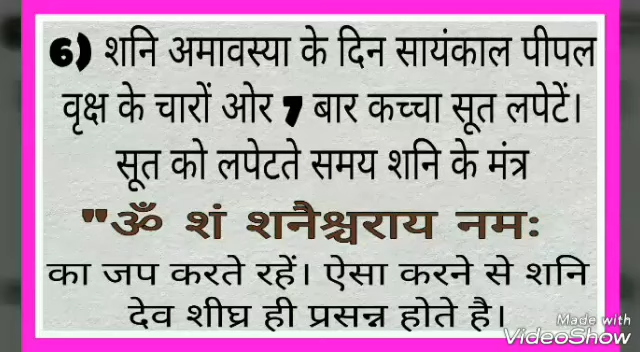 6) शनि अमावस्या के दिन सायंकाल पीपल
वृक्ष के चारों ओर 7 बार कच्चा सूत लपेटें।
सूत को लपेटते समय शनि के मंत्र
"ॐ शं शनैश्चराय नमः
का जप करते रहें। ऐसा करने से शनि
देव शीघ्र ही प्रसन्न होते है।
Made with
VideoShow